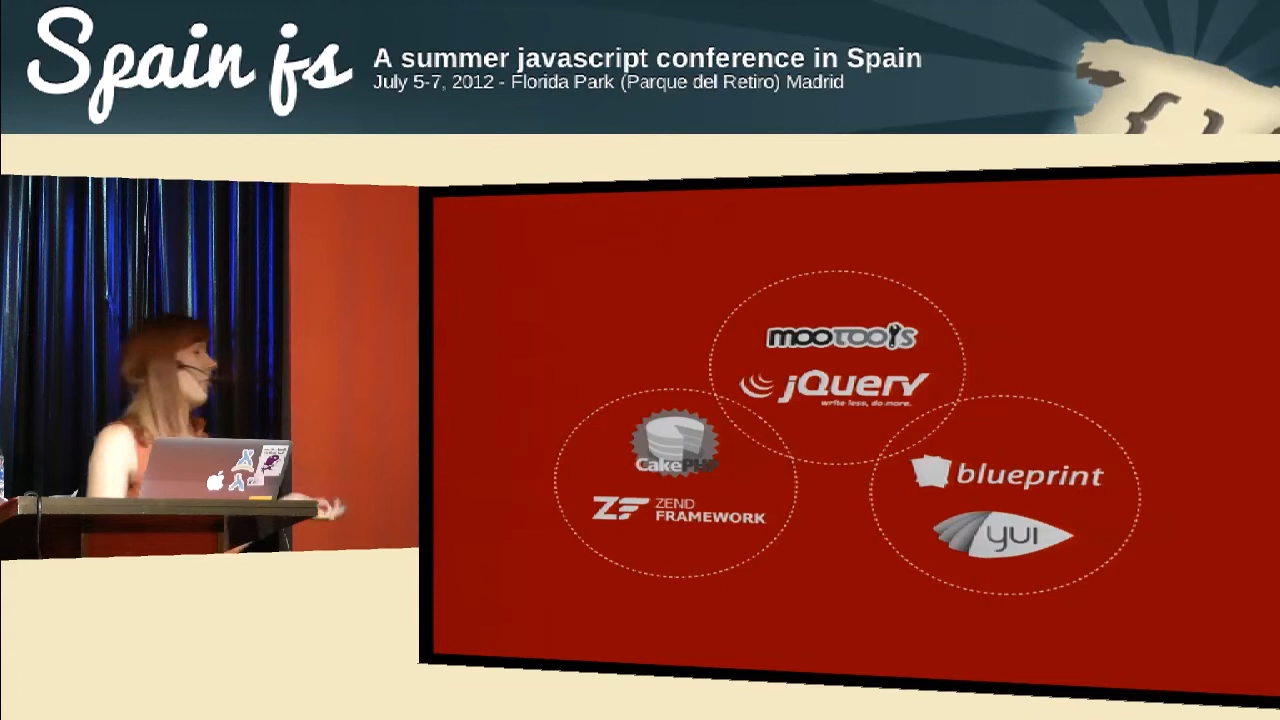 Spain js
A summer javascript conference in Spain
July 5-7, 2012 - Florida Park (Parque del Retiro) Madrid
mootools
jQuery
write less, do more.
CakePHP
ZF ZEND
FRAMEWORK
blueprint
yui